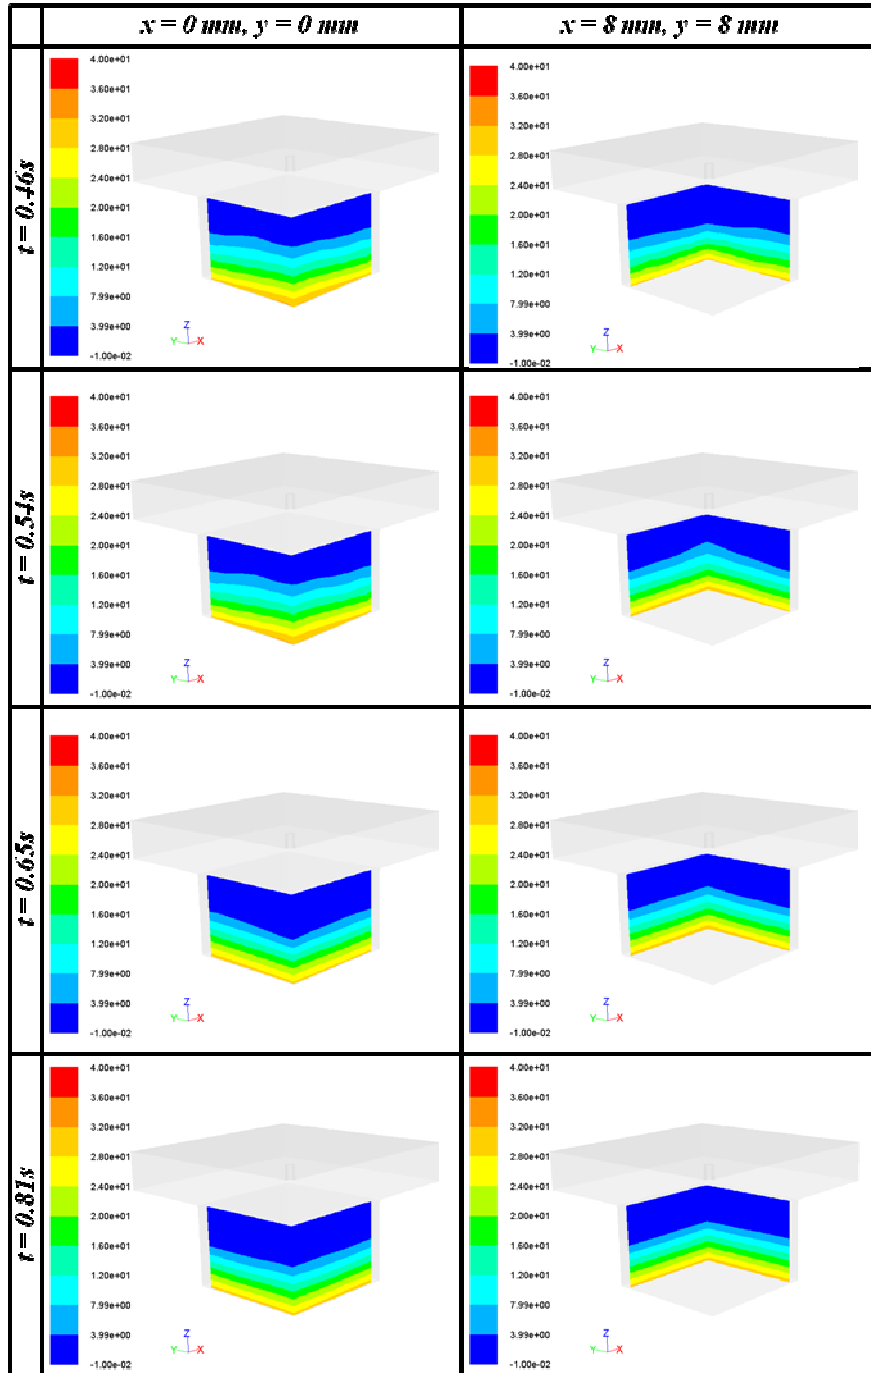 x = 0 mm, y = 0 mm
x = 8 mm, y = 8 mm
t = 0.46s
4.00e+01
3.60e+01
3.20e+01
2.80e+01
2.40e+01
2.00e+01
1.60e+01
1.20e+01
7.99e+00
3.99e+00
-1.00e-02
Z
Y
X
4.00e+01
3.60e+01
3.20e+01
2.80e+01
2.40e+01
2.00e+01
1.60e+01
1.20e+01
7.99e+00
3.99e+00
-1.00e-02
Z
Y
X
t = 0.54s
4.00e+01
3.60e+01
3.20e+01
2.80e+01
2.40e+01
2.00e+01
1.60e+01
1.20e+01
7.99e+00
3.99e+00
-1.00e-02
Z
Y
X
4.00e+01
3.60e+01
3.20e+01
2.80e+01
2.40e+01
2.00e+01
1.60e+01
1.20e+01
7.99e+00
3.99e+00
-1.00e-02
Z
Y
X
t = 0.65s
4.00e+01
3.60e+01
3.20e+01
2.80e+01
2.40e+01
2.00e+01
1.60e+01
1.20e+01
7.99e+00
3.99e+00
-1.00e-02
Z
Y
X
4.00e+01
3.60e+01
3.20e+01
2.80e+01
2.40e+01
2.00e+01
1.60e+01
1.20e+01
7.99e+00
3.99e+00
-1.00e-02
Z
Y
X
t = 0.81s
4.00e+01
3.60e+01
3.20e+01
2.80e+01
2.40e+01
2.00e+01
1.60e+01
1.20e+01
7.99e+00
3.99e+00
-1.00e-02
Z
Y
X
4.00e+01
3.60e+01
3.20e+01
2.80e+01
2.40e+01
2.00e+01
1.60e+01
1.20e+01
7.99e+00
3.99e+00
-1.00e-02
Z
Y
X